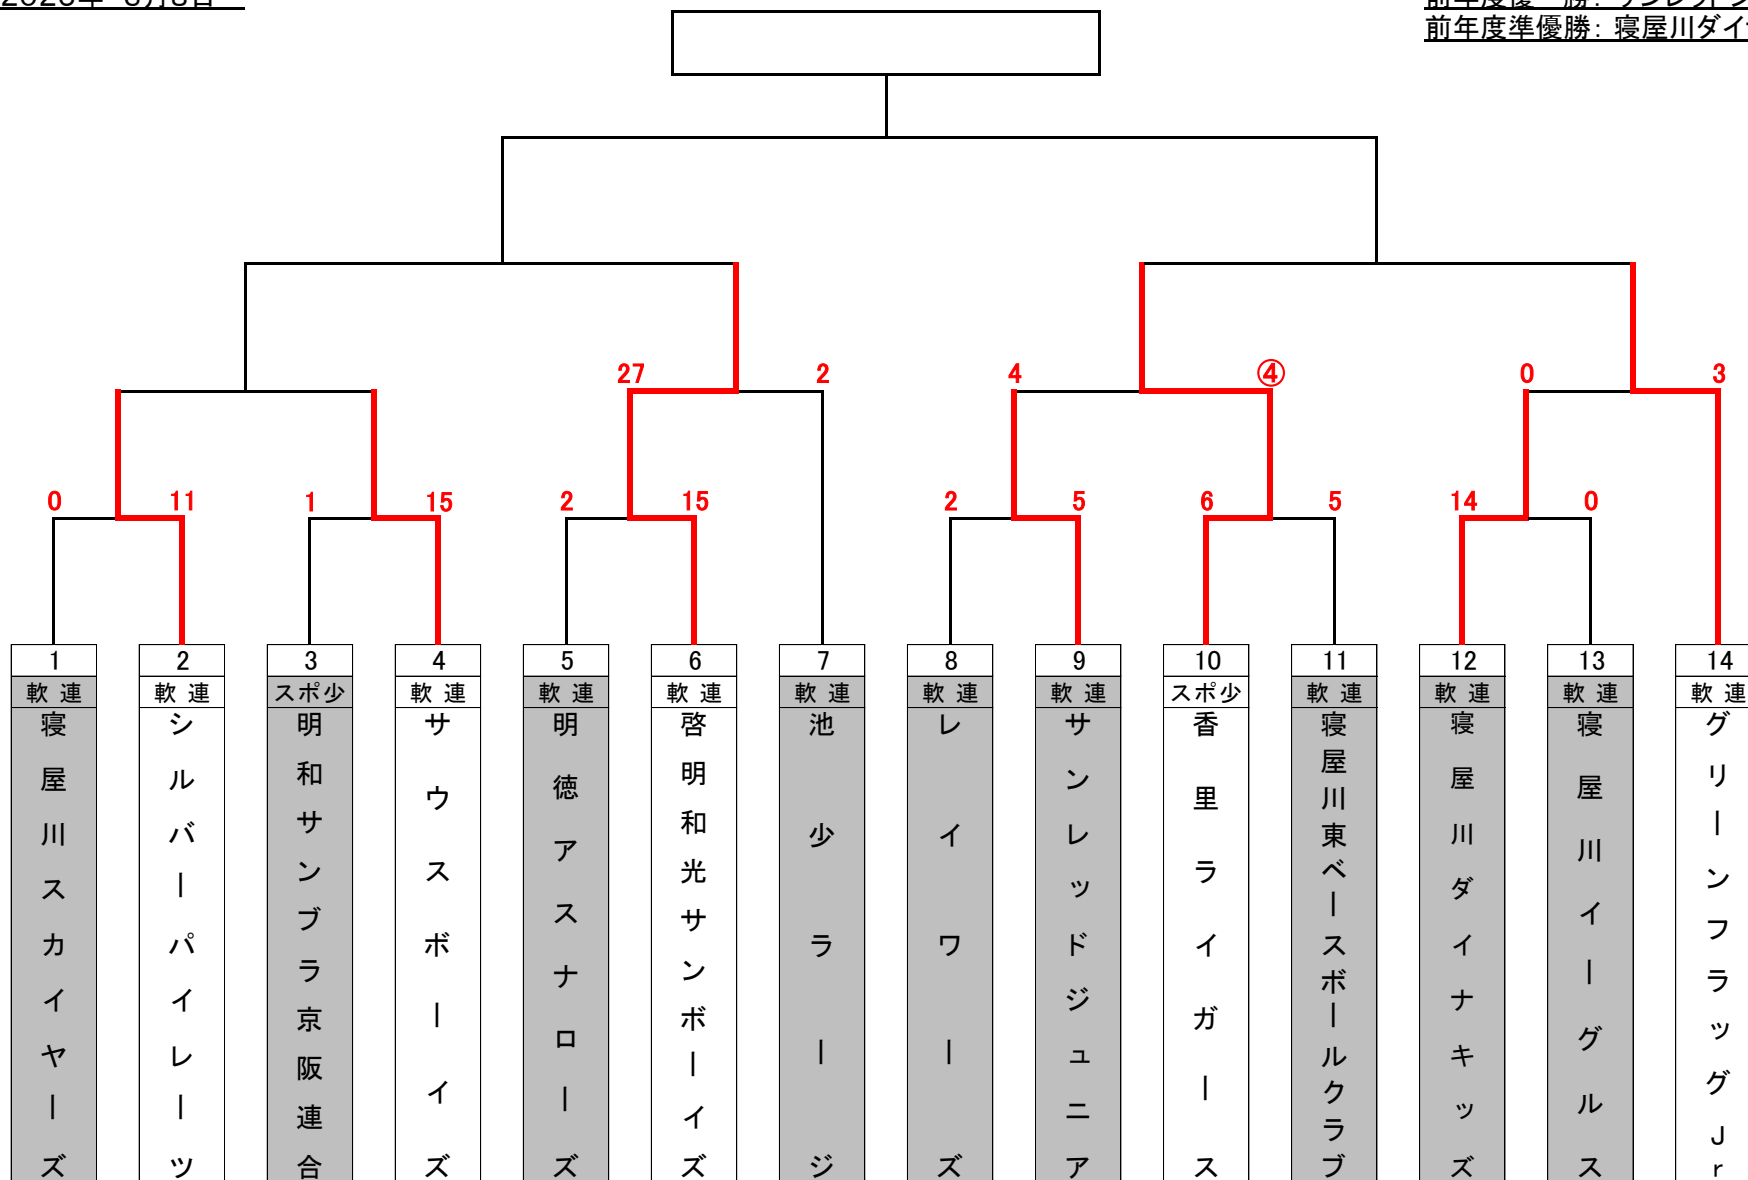 前年度準優勝: 寝屋川ダイ
27 2 4 ④ 0 3
0 11 1 15 2 15 2 5 6 5 14 0
1 2 3 4 5 6 7 8 9 10 11 12 13 14
軟連 軟連 スポ少 軟連 軟連 軟連 軟連 軟連 軟連 スポ少 軟連 軟連 軟連 軟連
寝屋川スカイヤーズ
シルバーパイレーツ
明和サンブラ京阪連合
サウスボーイズ
明徳アスナローズ
啓明和光サンボーイズ
池少ラージ
レイワーズ
サンレッドジュニア
香里ライガース
寝屋川東ベースボールクラブ
寝屋川ダイナキッズ
寝屋川イーグルス
グリーンフラッグJr